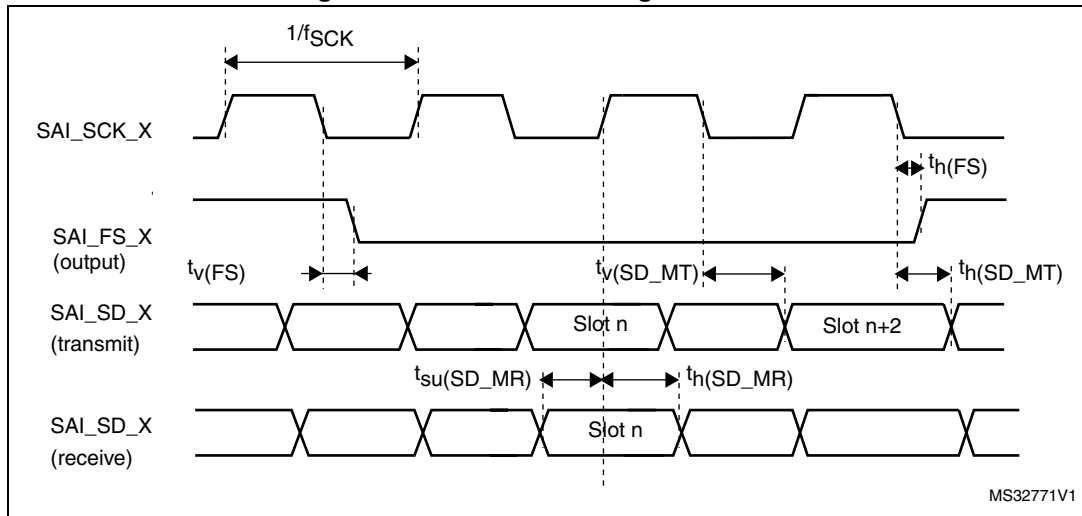 1/fSCK
SAI_SCK_X
th(FS)
SAI_FS_X
(output)
tv(FS)
tv(SD_MT)
th(SD_MT)
SAI_SD_X
(transmit)
Slot n
Slot n+2
tsu(SD_MR)
th(SD_MR)
SAI_SD_X
(receive)
Slot n
MS32771V1